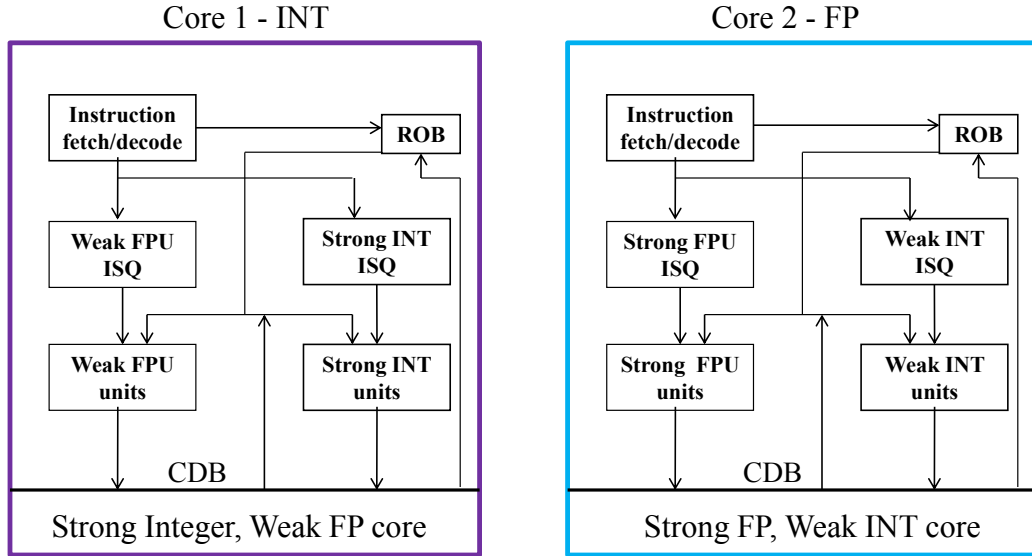 Core 1 - INT
Instruction
fetch/decode
ROB
Weak FPU
ISQ
Strong INT
ISQ
Weak FPU
units
Strong INT
units
CDB
Strong Integer, Weak FP core
Core 2 - FP
Instruction
fetch/decode
ROB
Strong FPU
ISQ
Weak INT
ISQ
Strong FPU
units
Weak INT
units
CDB
Strong FP, Weak INT core